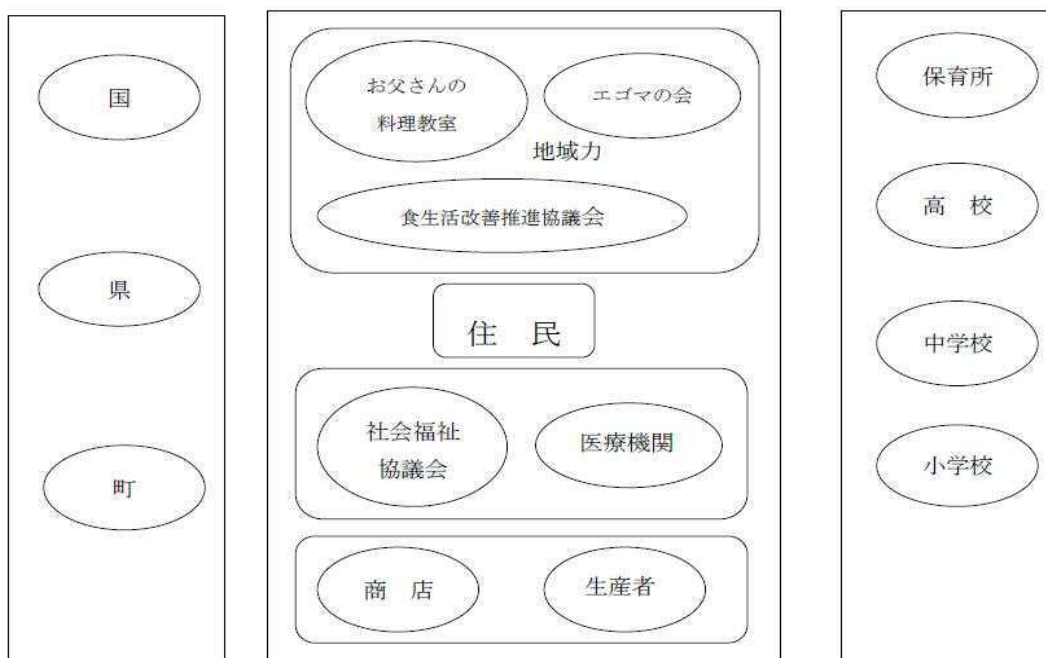 国
県
町
お父さんの
料理教室
エゴマの会
地域力
食生活改善推進協議会
住　民
社会福祉
協議会
医療機関
商　店
生産者
保育所
高　校
中学校
小学校